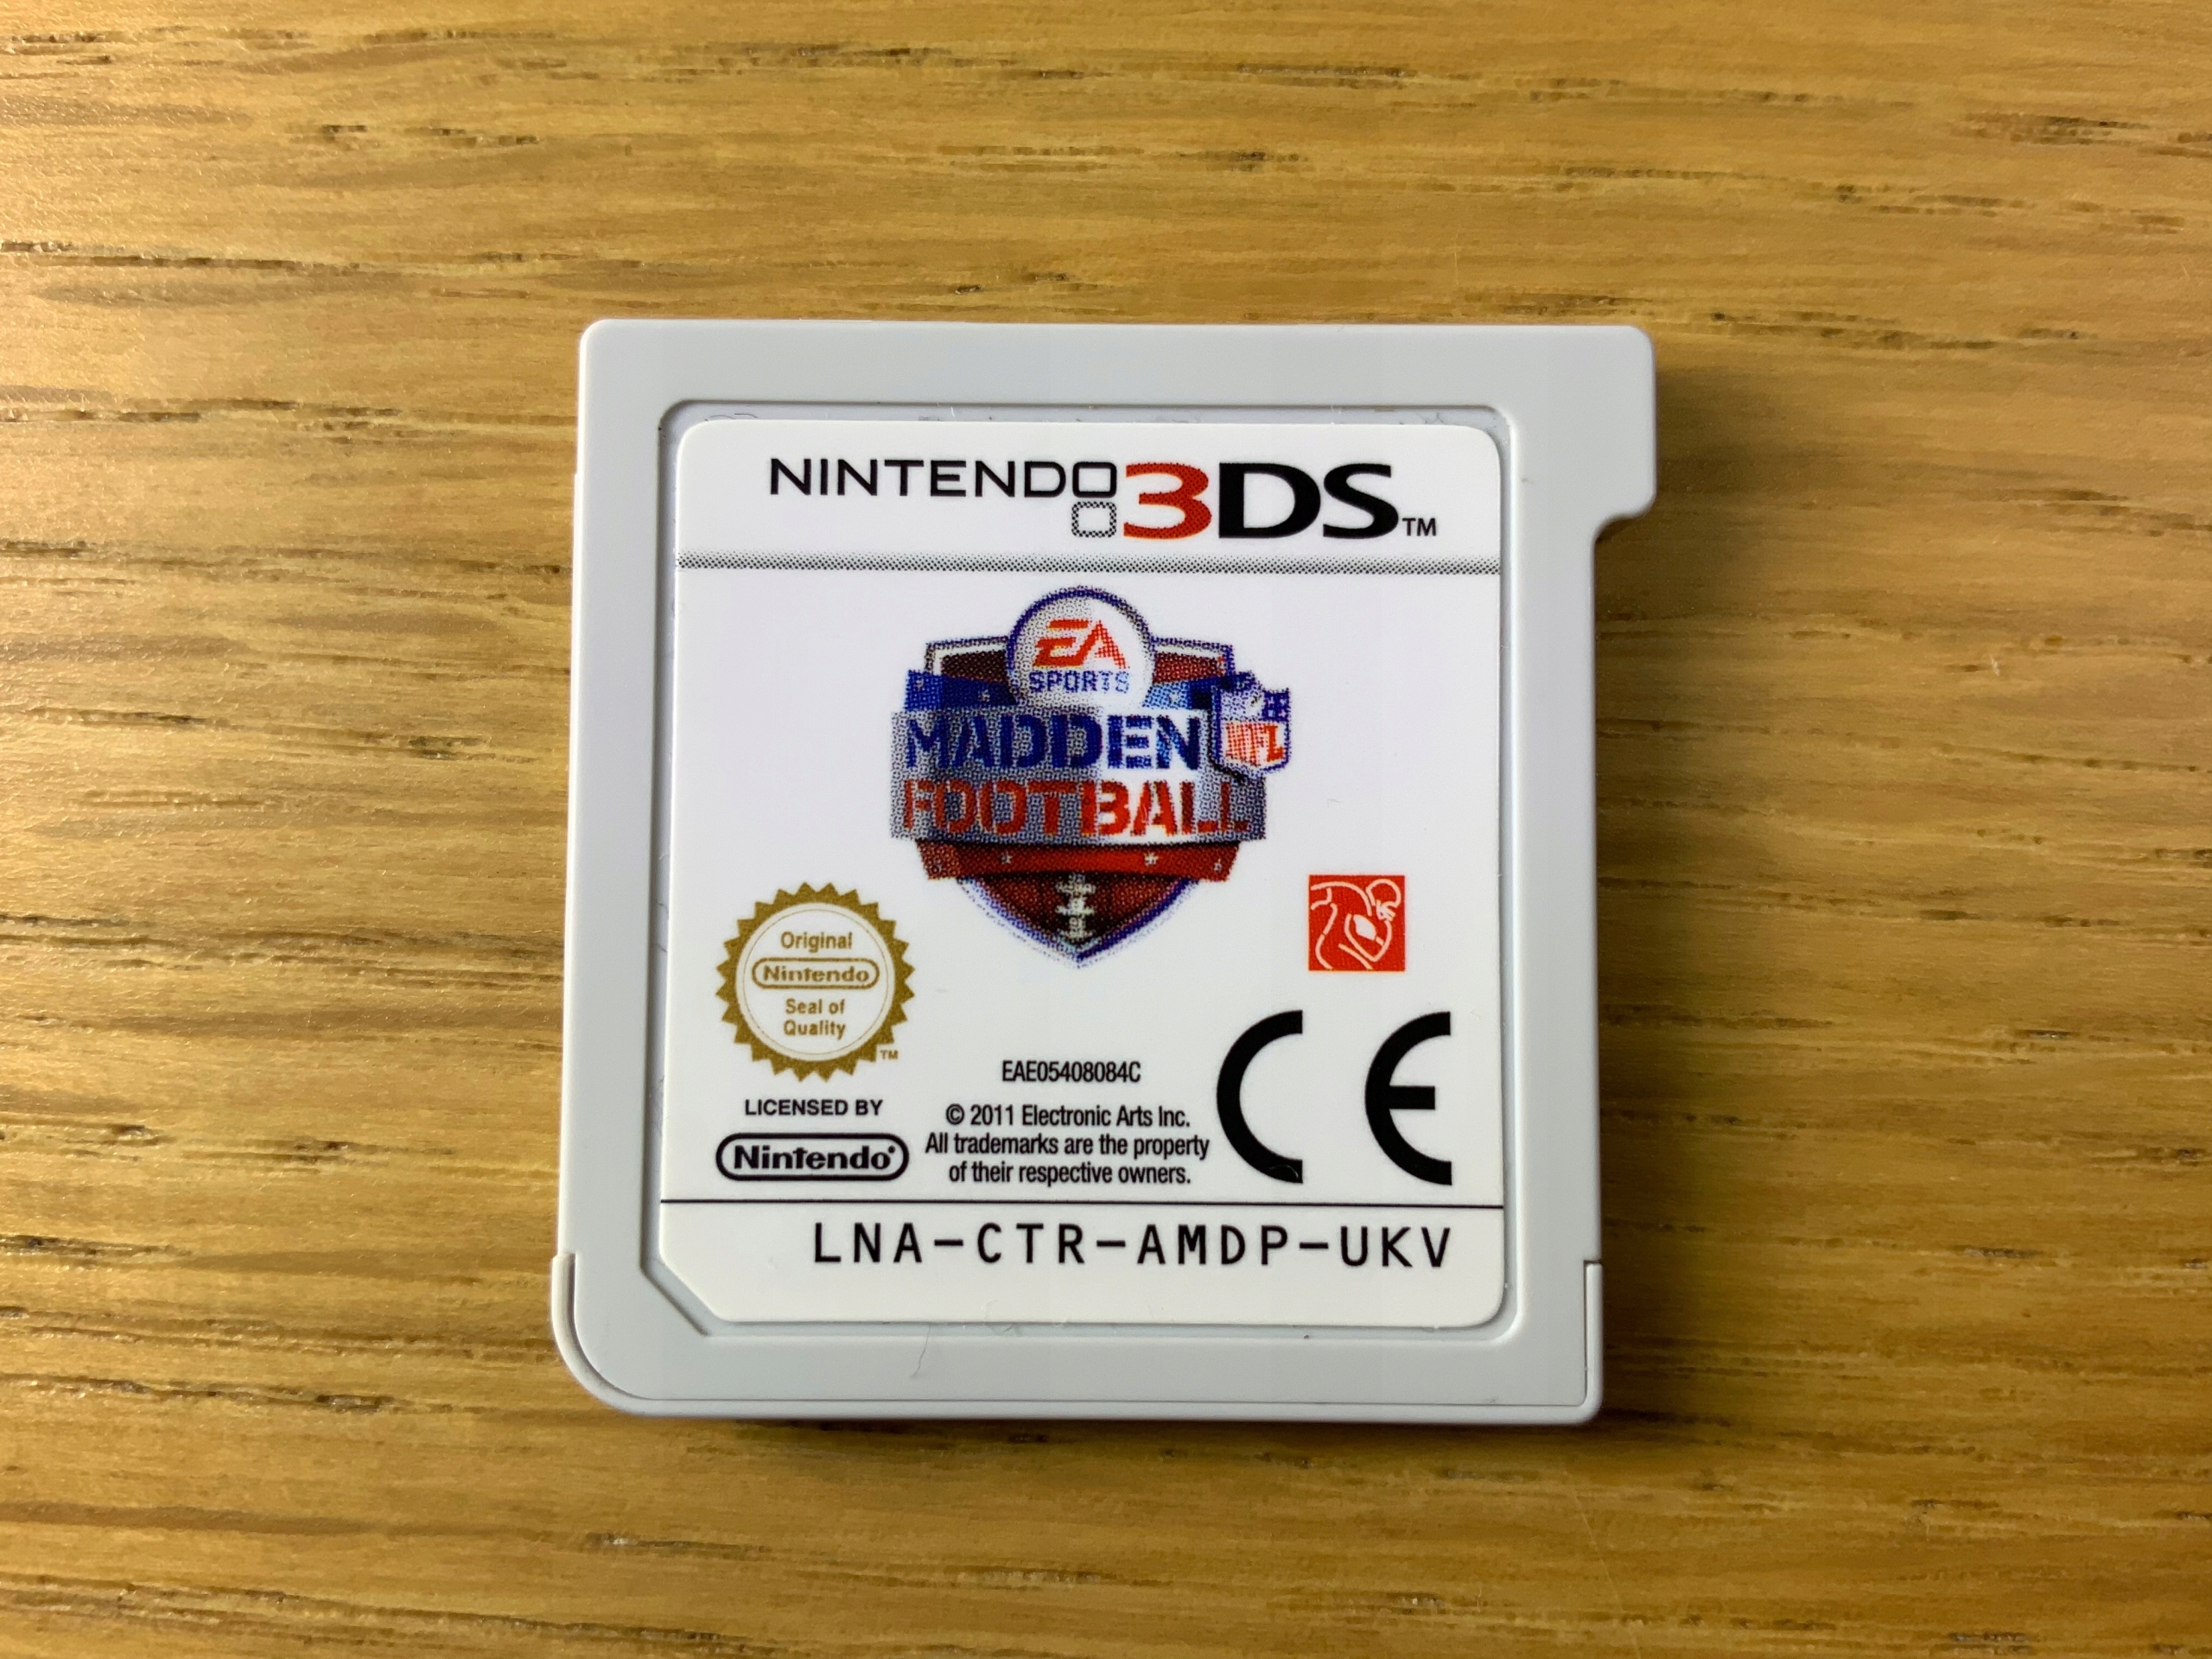 NINTENDO 3DS™
EA
SPORTS
MADDEN
NFL
FOOTBALL
Original
Nintendo
Seal of
Quality
TM
LICENSED BY
Nintendo®
EAE05408084C
© 2011 Electronic Arts Inc.
All trademarks are the property
of their respective owners.
CE
LNA-CTR-AMDP-UKV